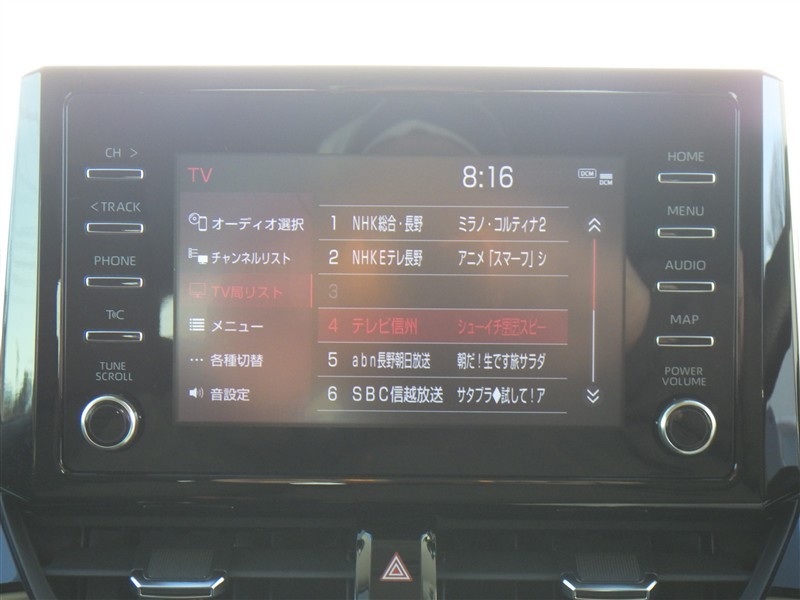 CH >
<TRACK
PHONE
T C
TUNE
SCROLL
TV
8:16
DCM
DCM
オーディオ選択
チャンネルリスト
TV局リスト
メニュー
各種切替
音設定
1 NHK総合・長野 ミラノ・コルティナ2
2 NHKEテレ長野 アニメ「スマーフ」シ
3
4 テレビ信州 シューイチ スピー
5 abn長野朝日放送 朝だ!生です旅サラダ
6 SBC信越放送 サタプラ◆試して!ア
HOME
MENU
AUDIO
MAP
POWER
VOLUME